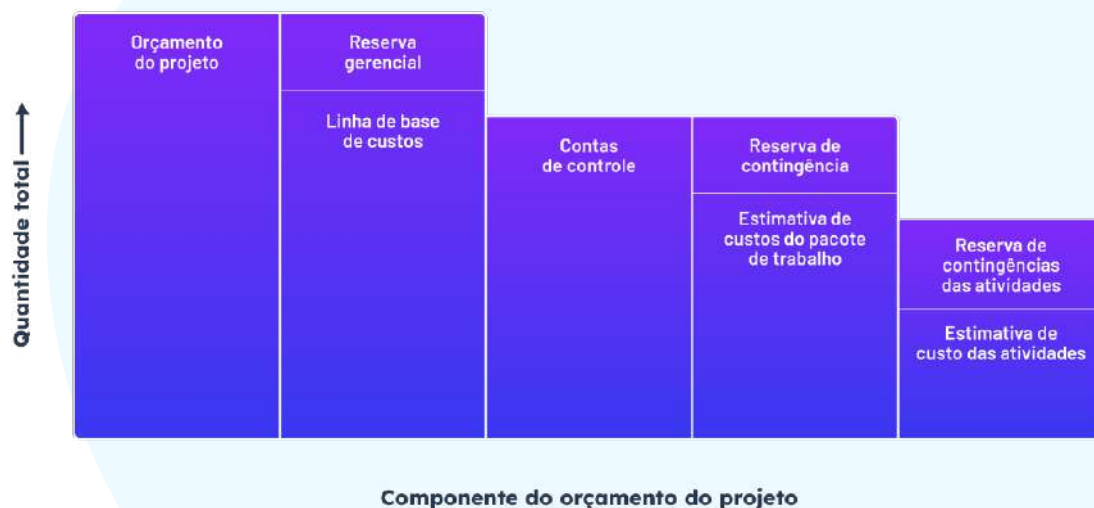 Quantidade total
Orçamento
do projeto
Reserva
gerencial
Linha de base
de custos
Contas
de controle
Reserva de
contingência
Estimativa de
custos do pacote
de trabalho
Reserva de
contingências
das atividades
Estimativa de
custo das atividades
Componente do orçamento do projeto